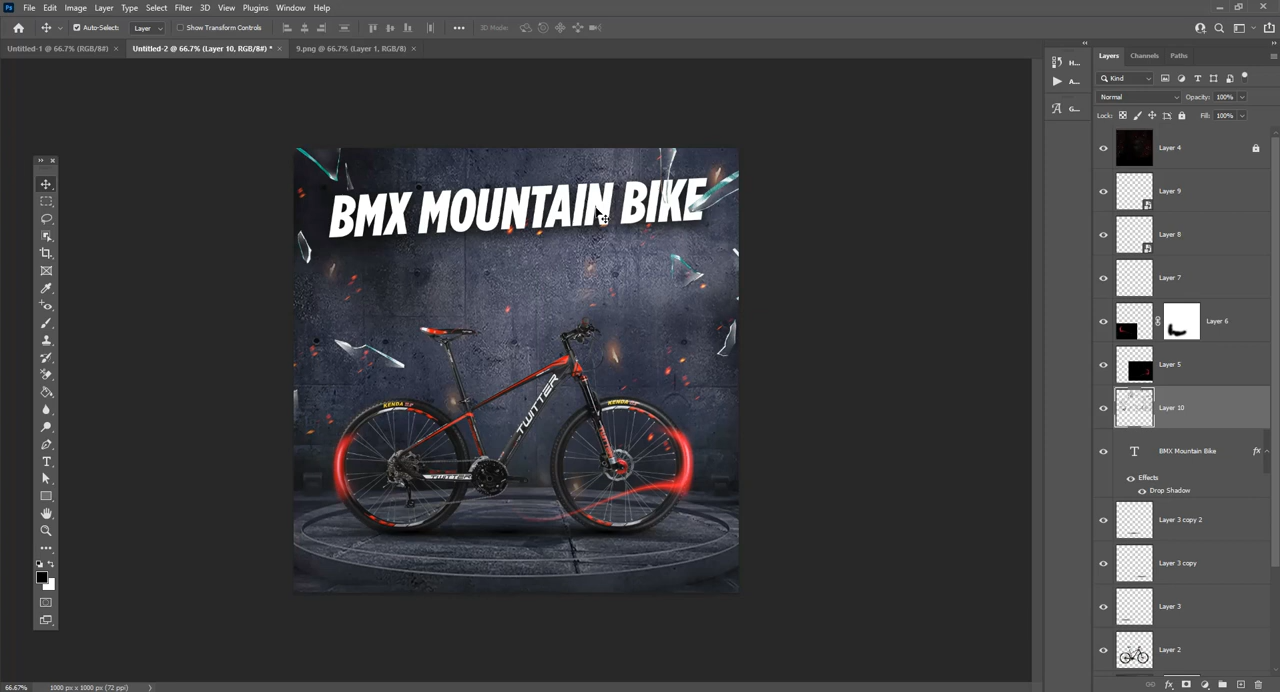 Ps File Edit Image Layer Type Select Filter 3D View Plugins Window Help
Auto-Select: Layer Show Transform Controls ••• 3D Mode:
Untitled-1 @ 66.7% (RGB/8#) × Untitled-2 @ 66.7% (Layer 10, RGB/8#) * × 9.png @ 66.7% (Layer 1, RGB/8) ×
H...
A...
G...
Layers Channels Paths
Kind
Normal Opacity: 100%
Lock: Fill: 100%
Layer 4
Layer 9
Layer 8
Layer 7
Layer 6
Layer 5
Layer 10
T BMX Mountain Bike fx
Effects
Drop Shadow
Layer 3 copy 2
Layer 3 copy
Layer 3
Layer 2
BMX MOUNTAIN BIKE
KENDA
KENDA
TWITTER
TWITTER
66.67% 1000 px x 1000 px (72 ppi)